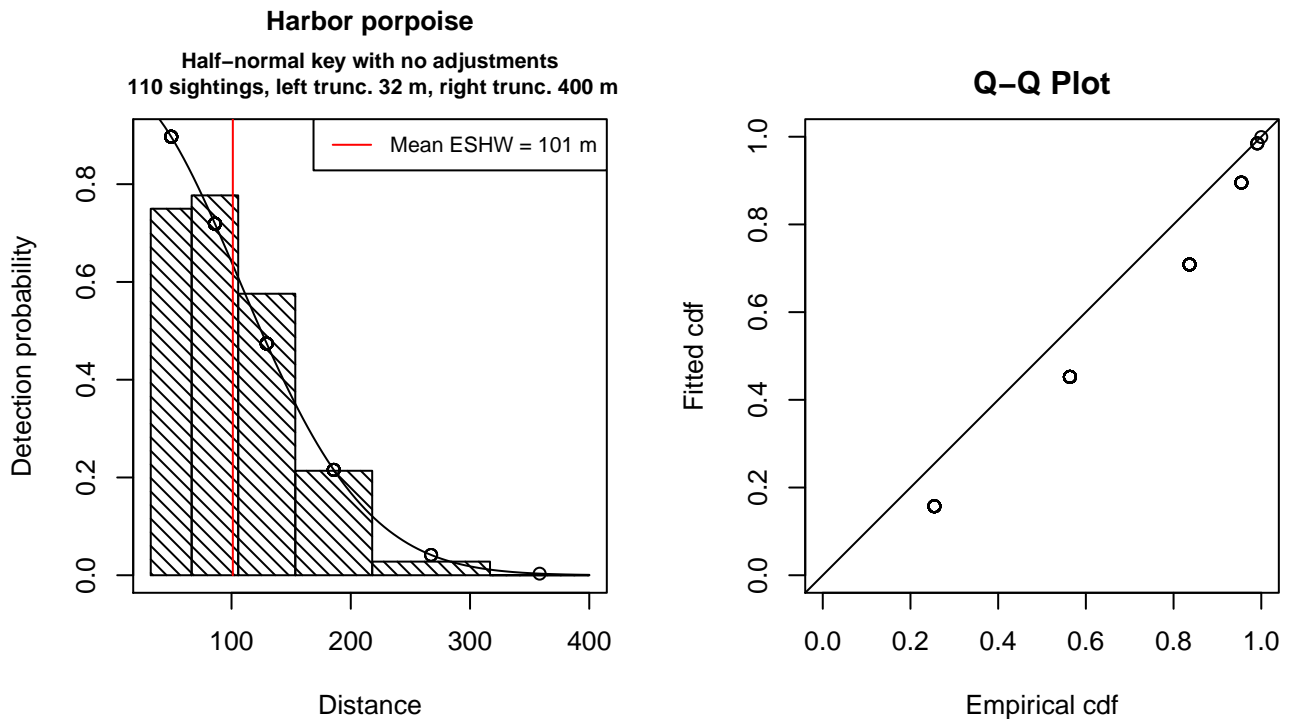 Harbor porpoise
Half−normal key with no adjustments
110 sightings, left trunc. 32 m, right trunc. 400 m
Mean ESHW = 101 m
Detection probability
0.0 0.2 0.4 0.6 0.8
100 200 300 400
Distance
Q−Q Plot
Fitted cdf
0.0 0.2 0.4 0.6 0.8 1.0
0.0 0.2 0.4 0.6 0.8 1.0
Empirical cdf